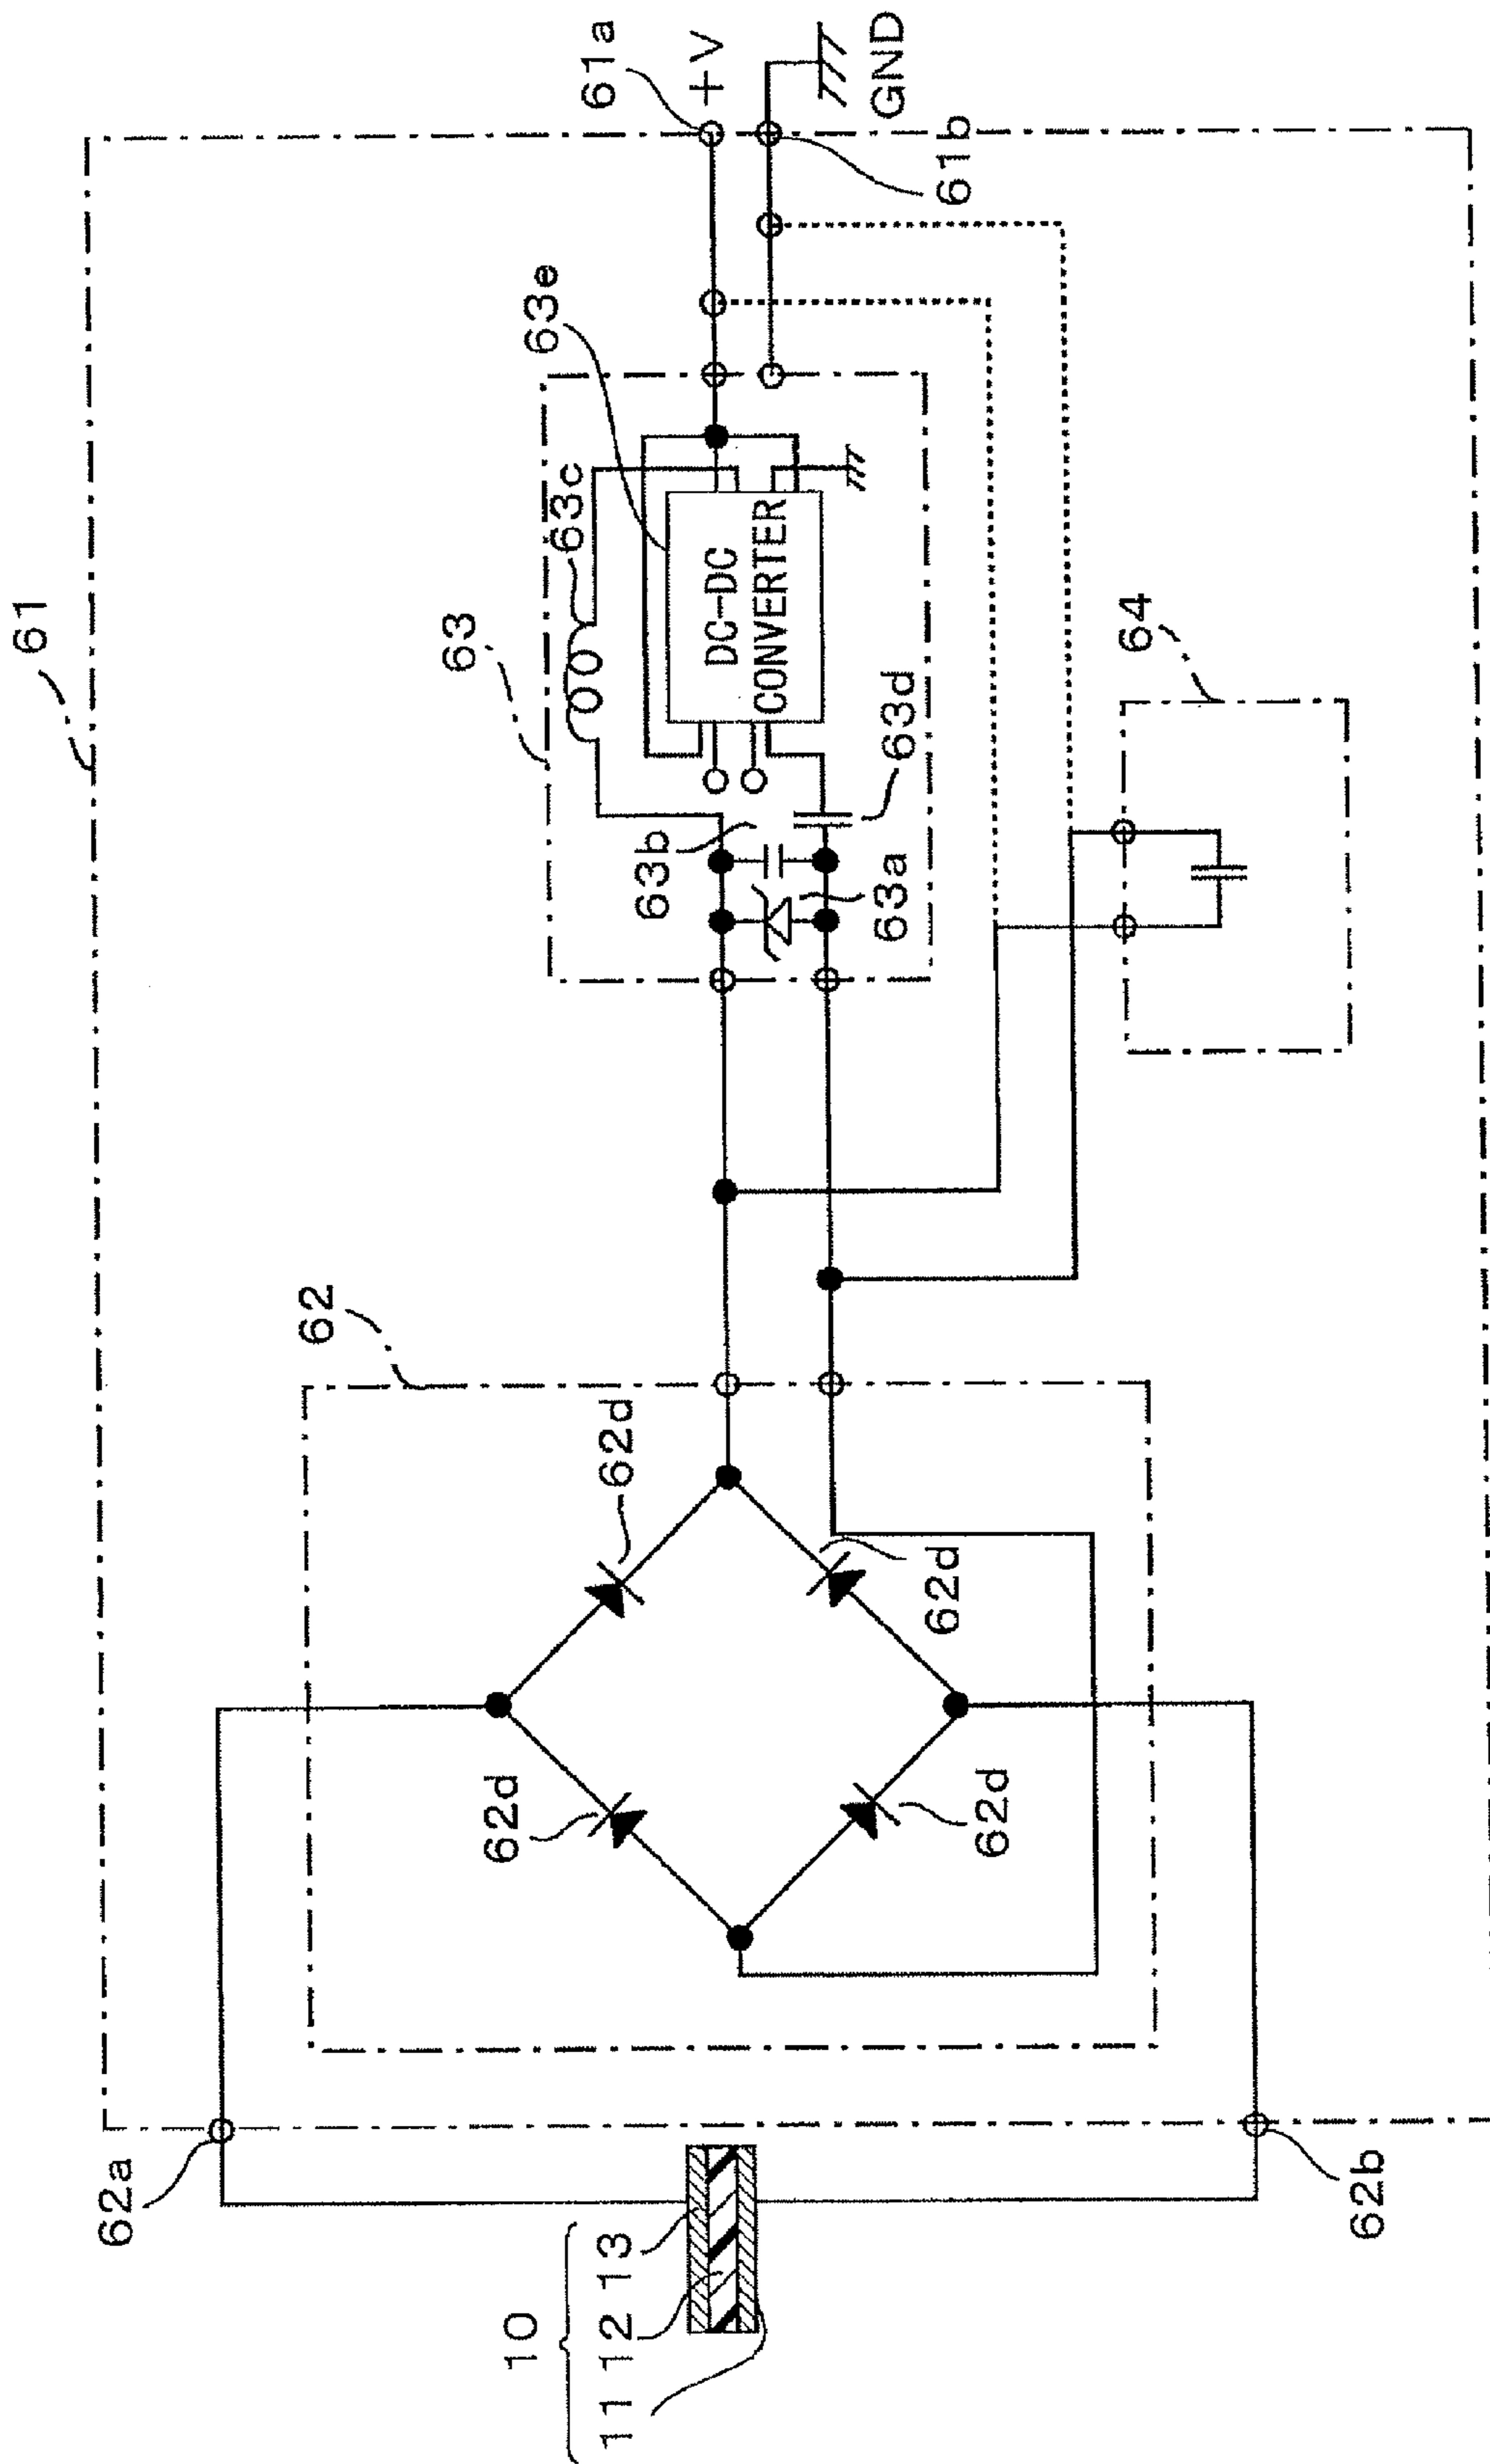 61
61a
+V
GND
61b
63e
63c
63
DC-DC
CONVERTER
63d
63b
63a
64
62
62d
62d
62d
62d
62a
62b
10
11 12 13